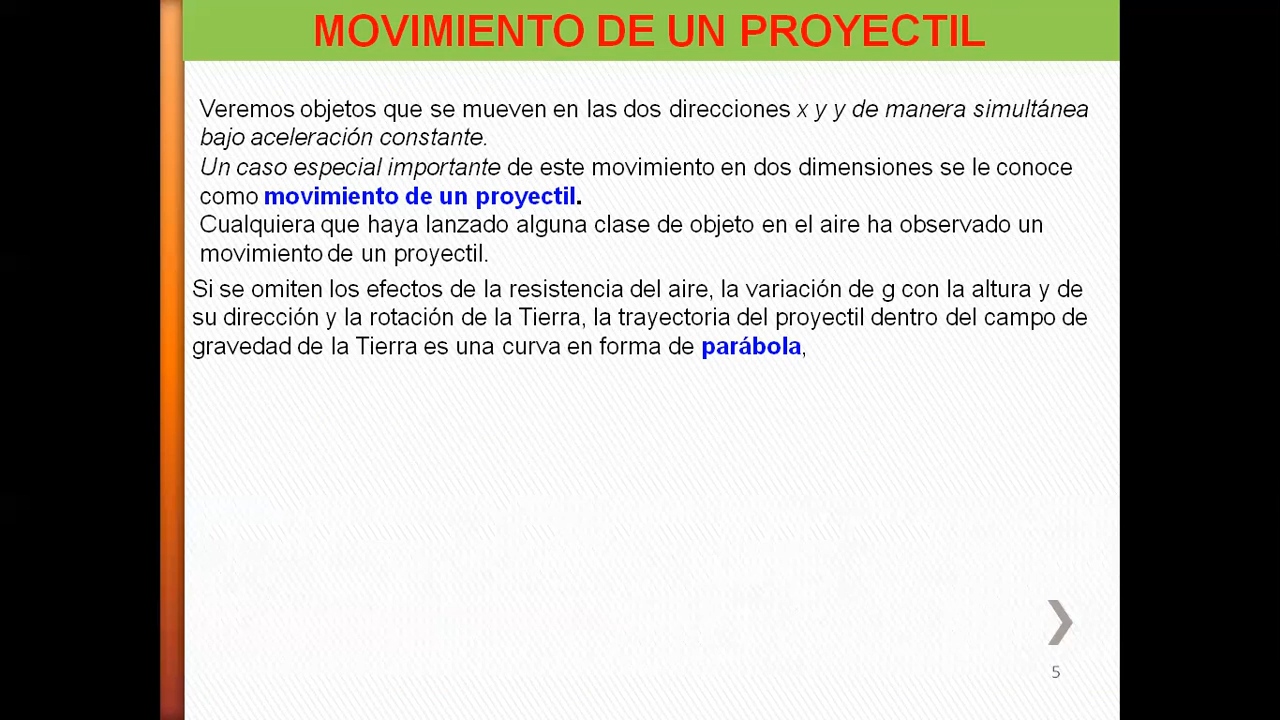 MOVIMIENTO DE UN PROYECTIL
Veremos objetos que se mueven en las dos direcciones x y y de manera simultánea
bajo aceleración constante.
Un caso especial importante de este movimiento en dos dimensiones se le conoce
como movimiento de un proyectil.
Cualquiera que haya lanzado alguna clase de objeto en el aire ha observado un
movimiento de un proyectil.
Si se omiten los efectos de la resistencia del aire, la variación de g con la altura y de
su dirección y la rotación de la Tierra, la trayectoria del proyectil dentro del campo de
gravedad de la Tierra es una curva en forma de parábola,
5